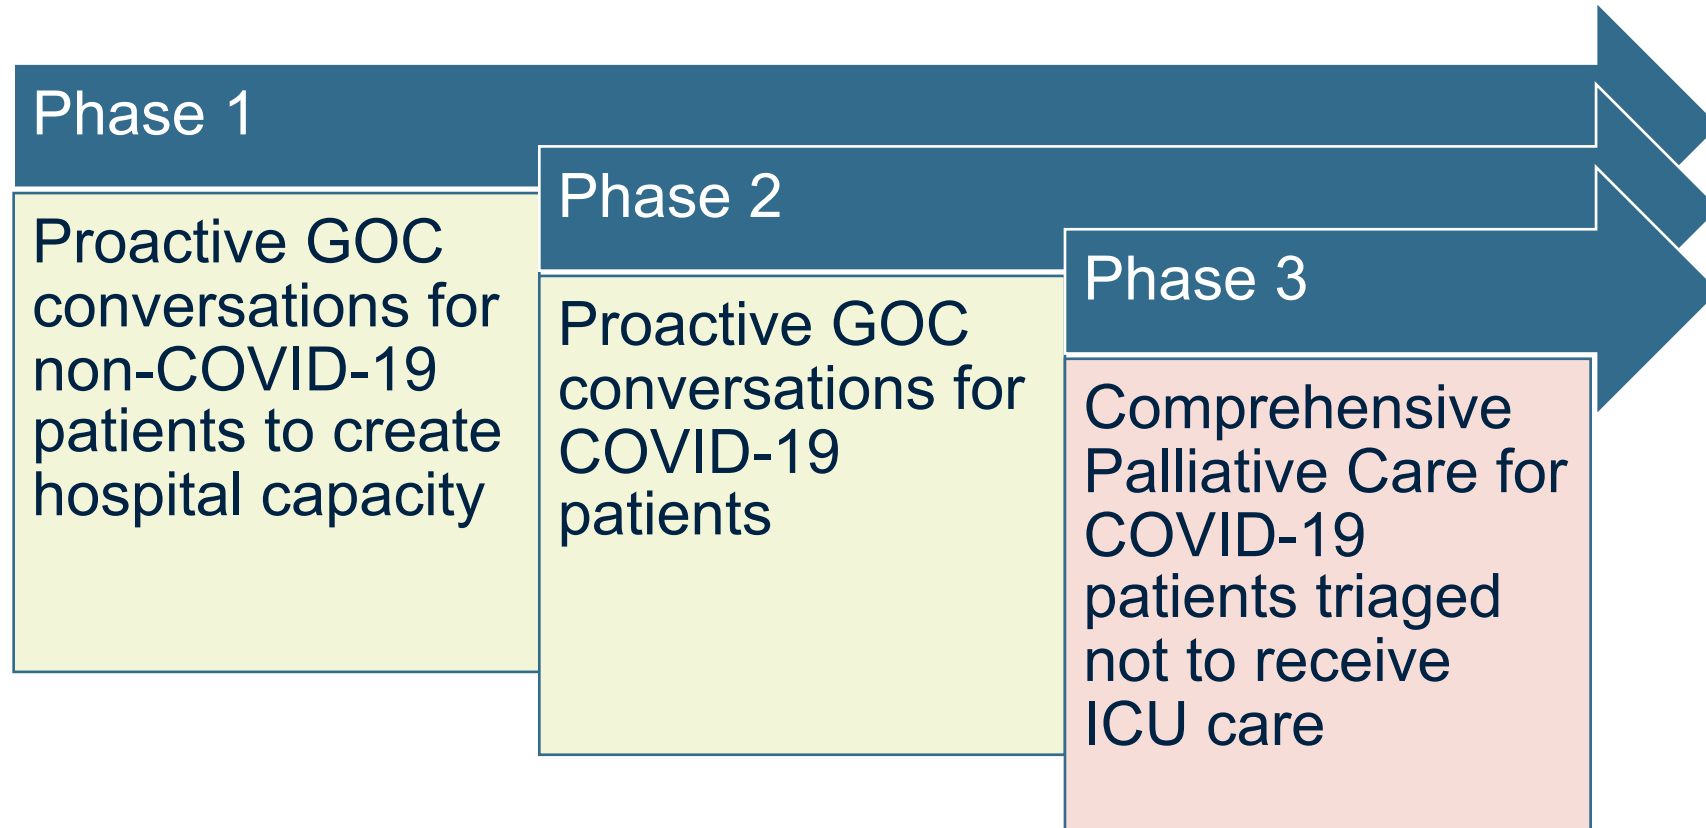 Phase 1
Proactive GOC
conversations for
non-COVID-19
patients to create
hospital capacity
Phase 2
Proactive GOC
conversations for
COVID-19
patients
Phase 3
Comprehensive
Palliative Care for
COVID-19
patients triaged
not to receive
ICU care